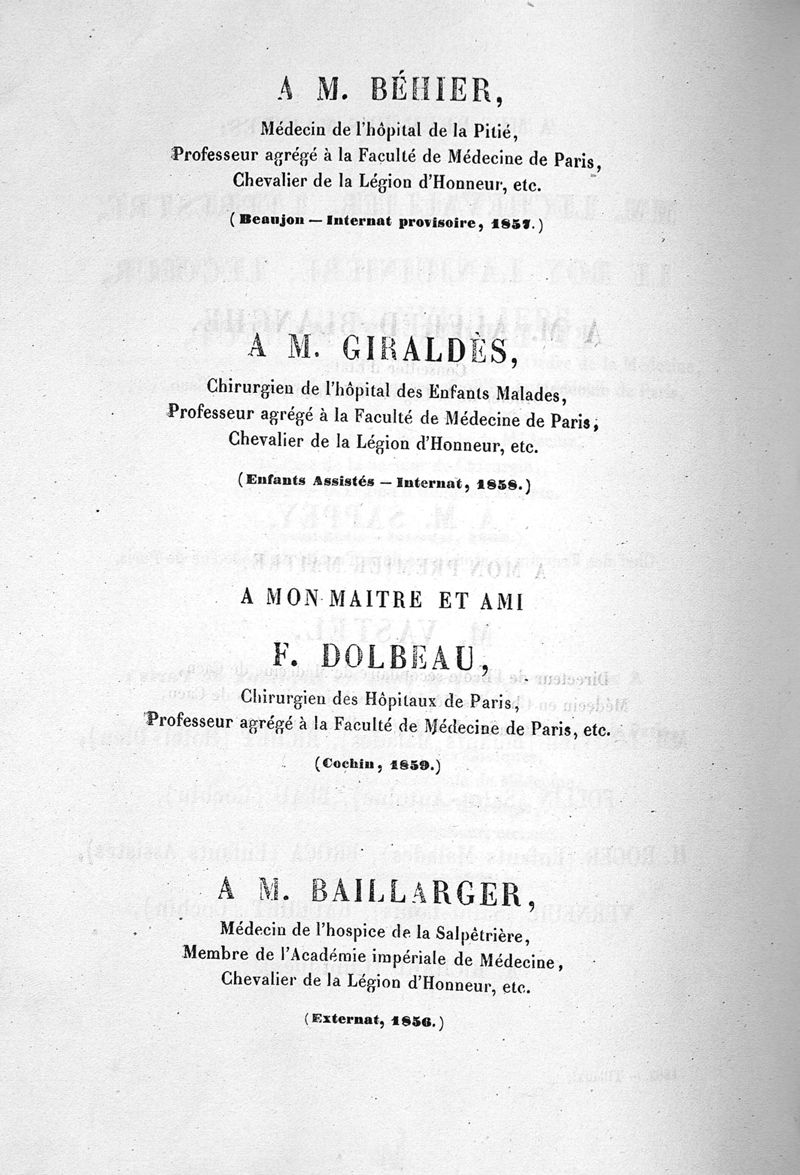 A M. BÉHIER,
Médecin de l'hôpital de la Pitié,
Professeur agrégé à la Faculté de Médecine de Paris,
Chevalier de la Légion d'Honneur, etc.
(Beaujon — Internat provisoire, 1857.)
A M. GIRALDÈS,
Chirurgien de l'hôpital des Enfants Malades,
Professeur agrégé à la Faculté de Médecine de Paris,
Chevalier de la Légion d'Honneur, etc.
(Enfants Assistés — Internat, 1858.)
A MON MAITRE ET AMI
F. DOLBEAU,
Chirurgien des Hôpitaux de Paris,
Professeur agrégé à la Faculté de Médecine de Paris, etc.
(Cochin, 1859.)
A M. BAILLARGER,
Médecin de l'hospice de la Salpêtrière,
Membre de l'Académie impériale de Médecine,
Chevalier de la Légion d'Honneur, etc.
(Externat, 1856.)